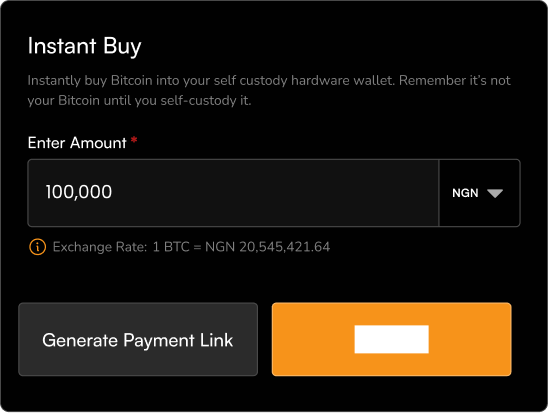 Instant Buy
Instantly buy Bitcoin into your self custody hardware wallet. Remember it's not
your Bitcoin until you self-custody it.
Enter Amount *
100,000
NGN
Exchange Rate: 1 BTC = NGN 20,545,421.64
Generate Payment Link